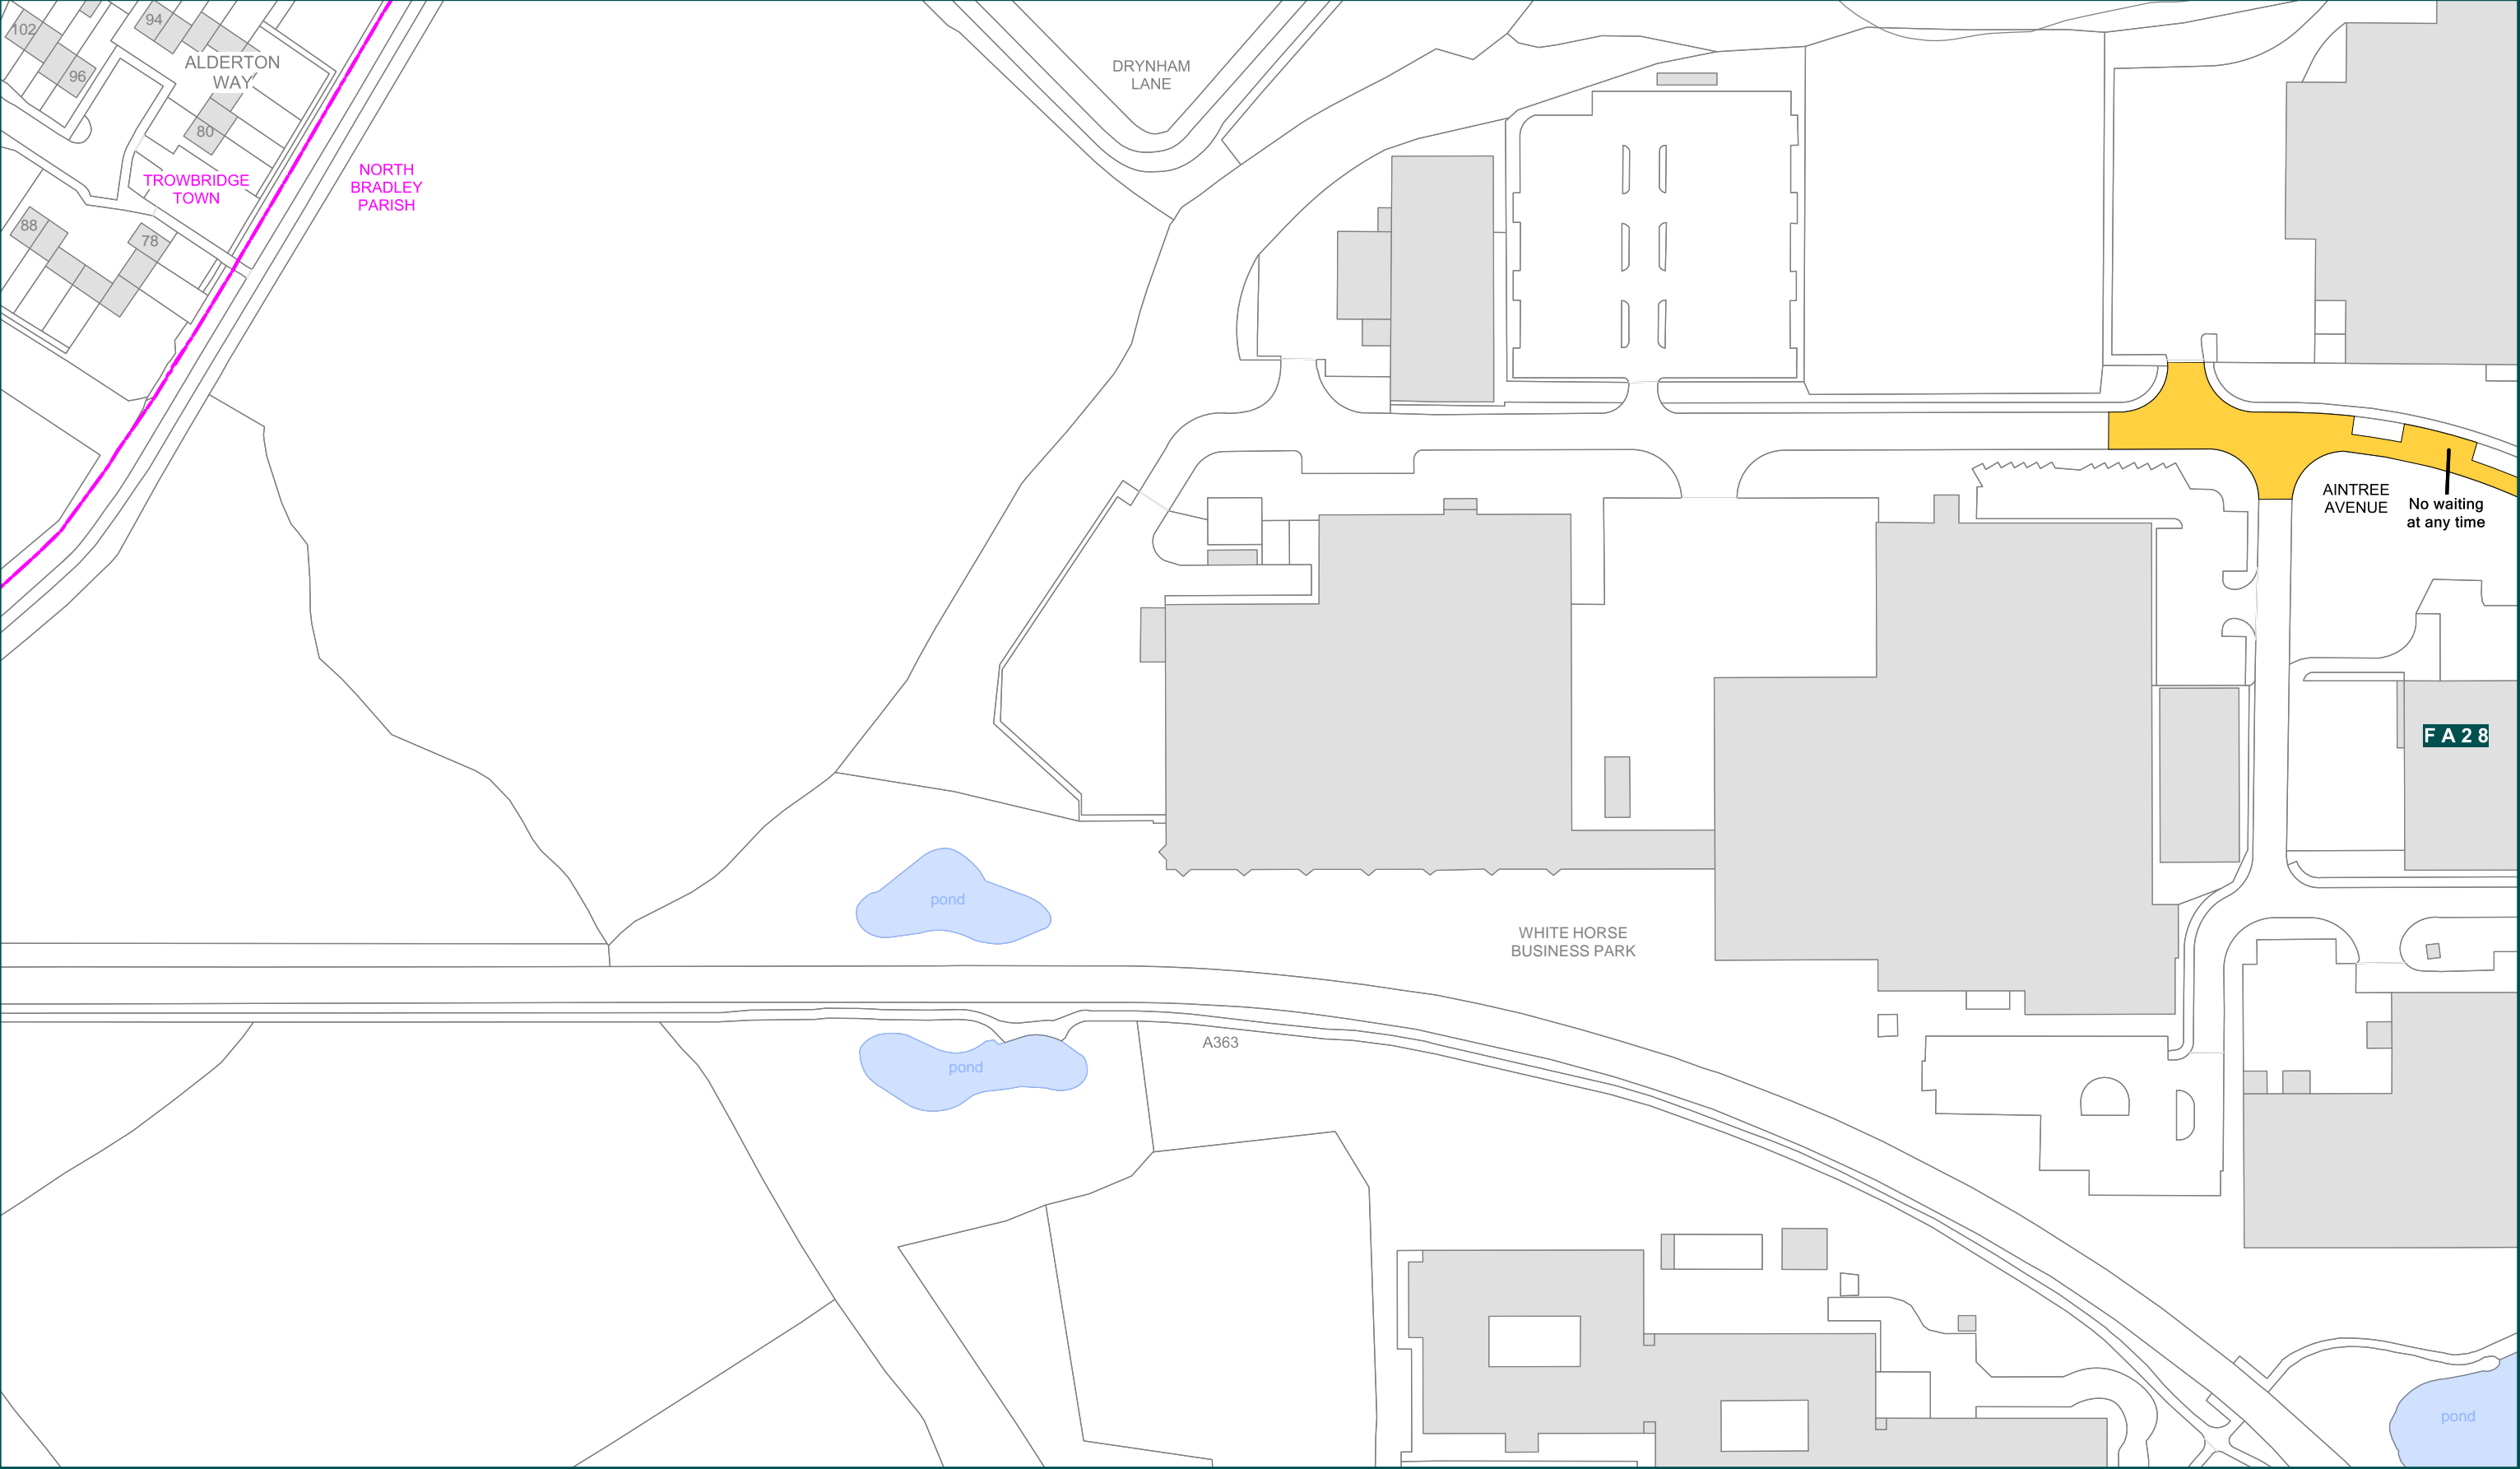 102
94
ALDERTON
WAY
96
80
TROWBRIDGE
TOWN
NORTH
BRADLEY
PARISH
88
78
DRYNHAM
LANE
AINTREE
AVENUE
No waiting
at any time
FA28
pond
WHITE HORSE
BUSINESS PARK
A363
pond
pond